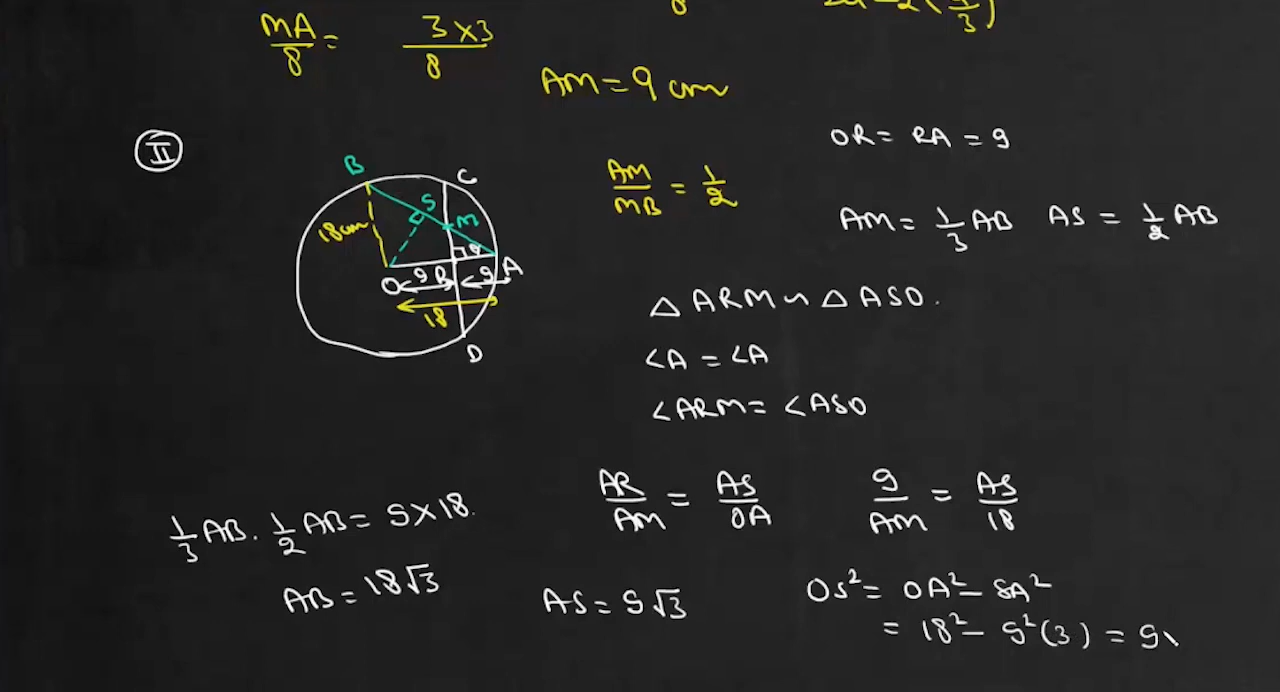 MA/8 = 3×3/8
AM = 9 cm
II
OR = RA = 9
AM/MB = 1/2
AM = 1/3 AB AS = 1/2 AB
B
C
S
M
18cm
θ
O
9
R
9
A
18
D
△ ARM ~ △ ASO.
∠A = ∠A
∠ARM = ∠ASO
AR/AM = AS/OA 9/AM = AS/18
1/3 AB. 1/2 AB = 9×18.
AB = 18√3
AS = 9√3
OS² = OA² - SA²
= 18² - 9²(3) = 9